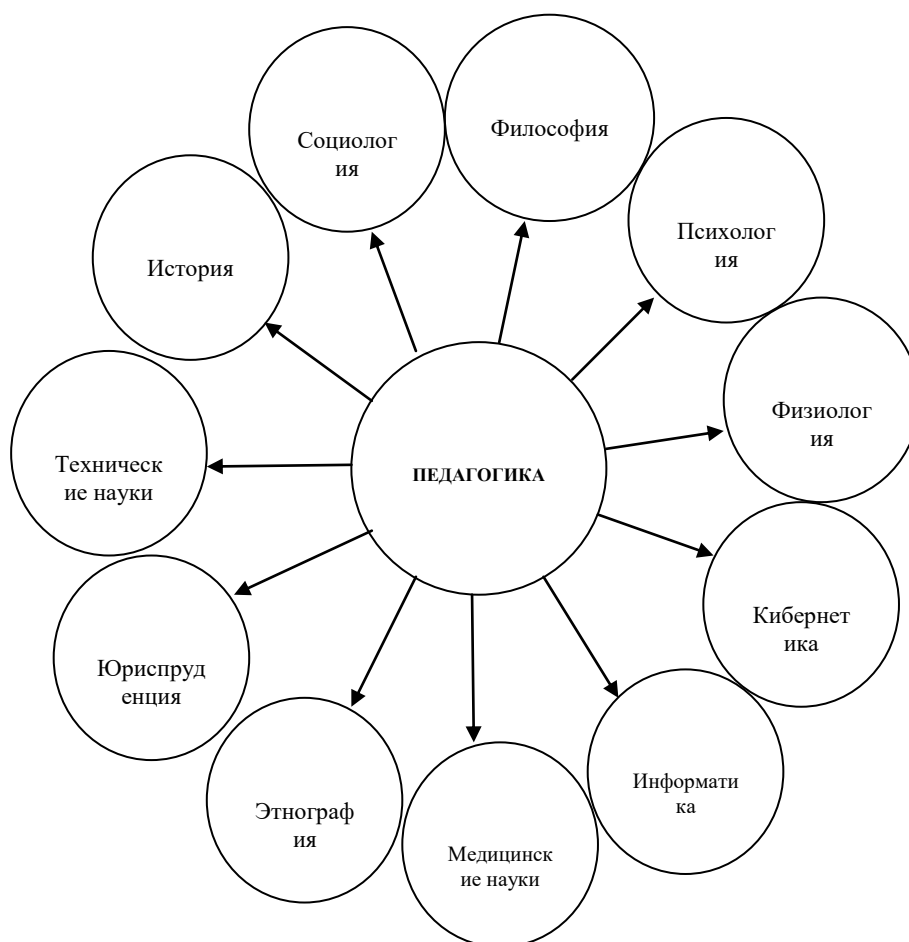 Философия
Социолог
ия
Психолог
ия
История
Физиолог
ия
Техническ
ие науки
ПЕДАГОГИКА
Кибернет
ика
Юриспруд
енция
Информати
ка
Этнограф
ия
Медицинск
ие науки